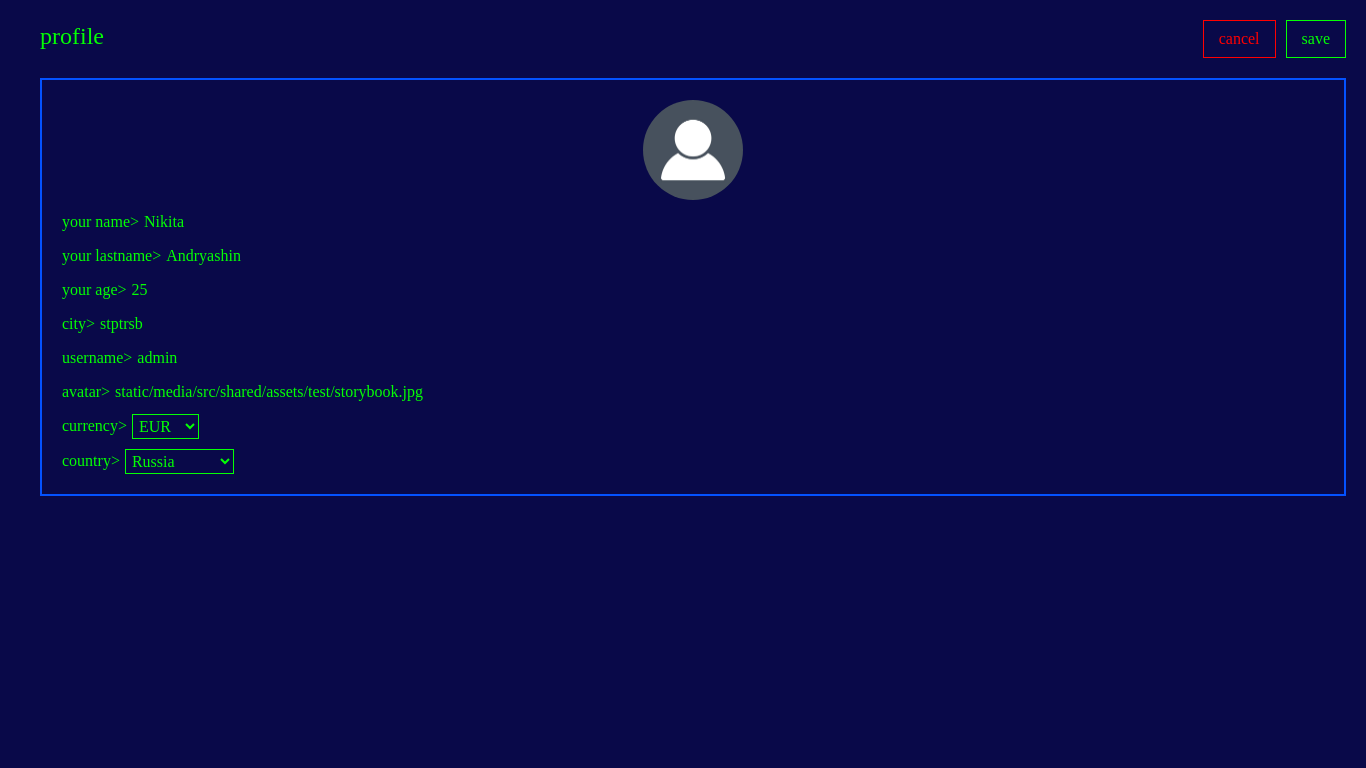 profile
cancel
save
your name> Nikita
your lastname> Andryashin
your age> 25
city> stptrsb
username> admin
avatar> static/media/src/shared/assets/test/storybook.jpg
currency> EUR
country> Russia